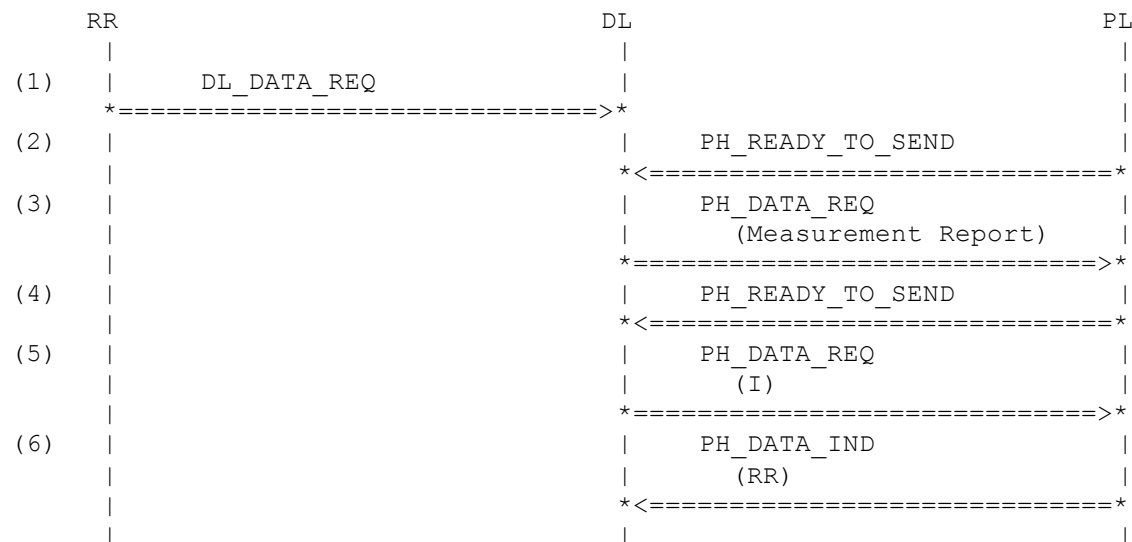 RR DL PL
| | |
(1) | DL_DATA_REQ | |
*==============================>* |
(2) | | PH_READY_TO_SEND |
| *<=============================*
(3) | | PH_DATA_REQ |
| | (Measurement Report) |
| *=============================>*
(4) | | PH_READY_TO_SEND |
| *<=============================*
(5) | | PH_DATA_REQ |
| | (I) |
| *=============================>*
(6) | | PH_DATA_IND |
| | (RR) |
| *<=============================*
| | |